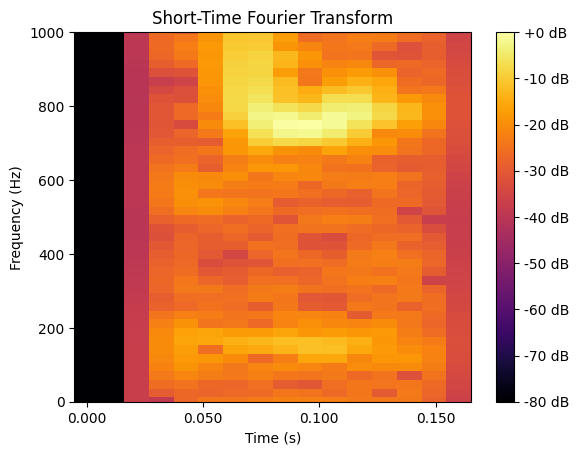 Short-Time Fourier Transform
1000
800
600
400
200
0
Frequency (Hz)
0.000
0.050
0.100
0.150
Time (s)
+0 dB
-10 dB
-20 dB
-30 dB
-40 dB
-50 dB
-60 dB
-70 dB
-80 dB